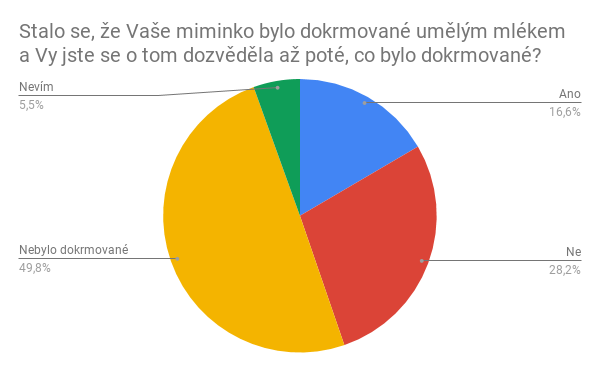 Stalo se, že Vaše miminko bylo dokrmované umělým mlékem
a Vy jste se o tom dozvěděla až poté, co bylo dokrmované?
Nevím
5,5%
Ano
16,6%
Nebylo dokrmované
49,8%
Ne
28,2%